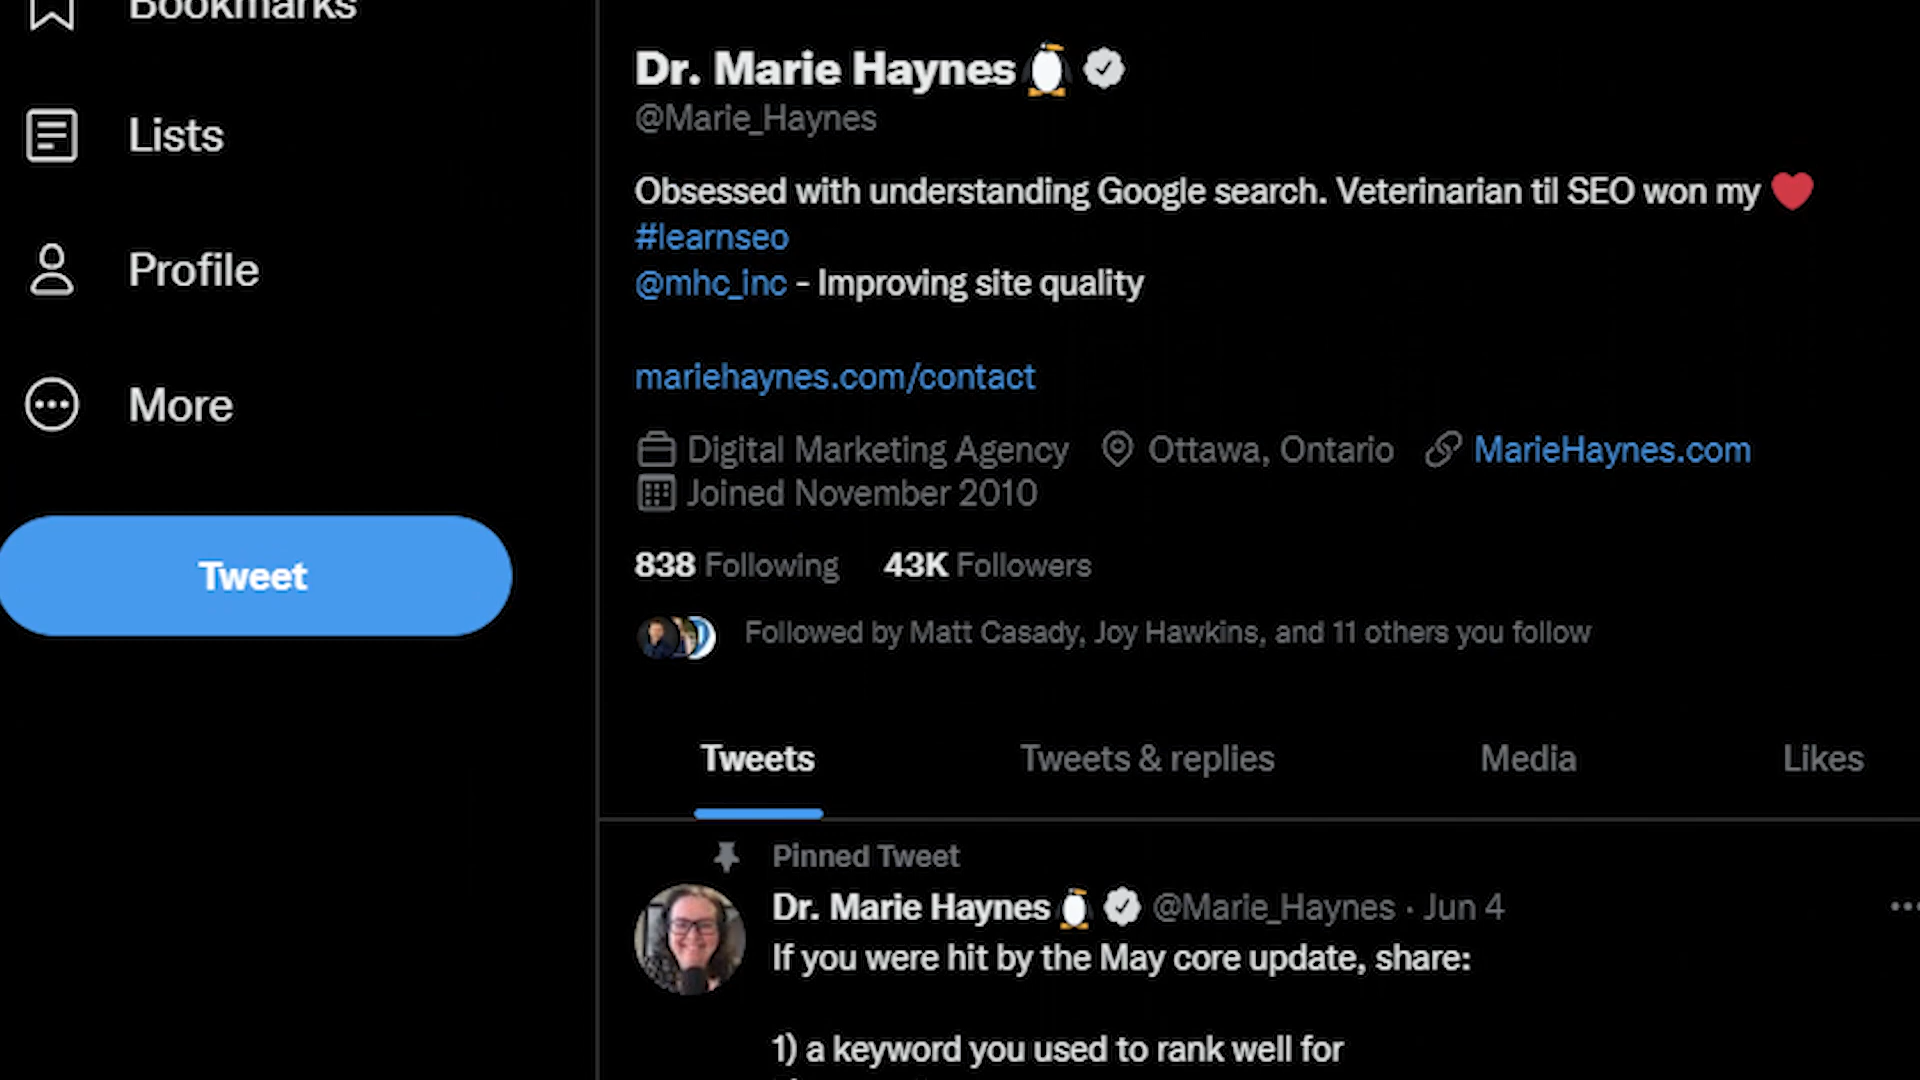 Bookmarks
Lists
Profile
More
Tweet
Dr. Marie Haynes
@Marie_Haynes
Obsessed with understanding Google search. Veterinarian til SEO won my
#learnseo
@mhc_inc - Improving site quality
mariehaynes.com/contact
Digital Marketing Agency Ottawa, Ontario MarieHaynes.com
Joined November 2010
838 Following 43K Followers
Followed by Matt Casady, Joy Hawkins, and 11 others you follow
Tweets Tweets & replies Media Likes
Pinned Tweet
Dr. Marie Haynes @Marie_Haynes · Jun 4
If you were hit by the May core update, share:
1) a keyword you used to rank well for